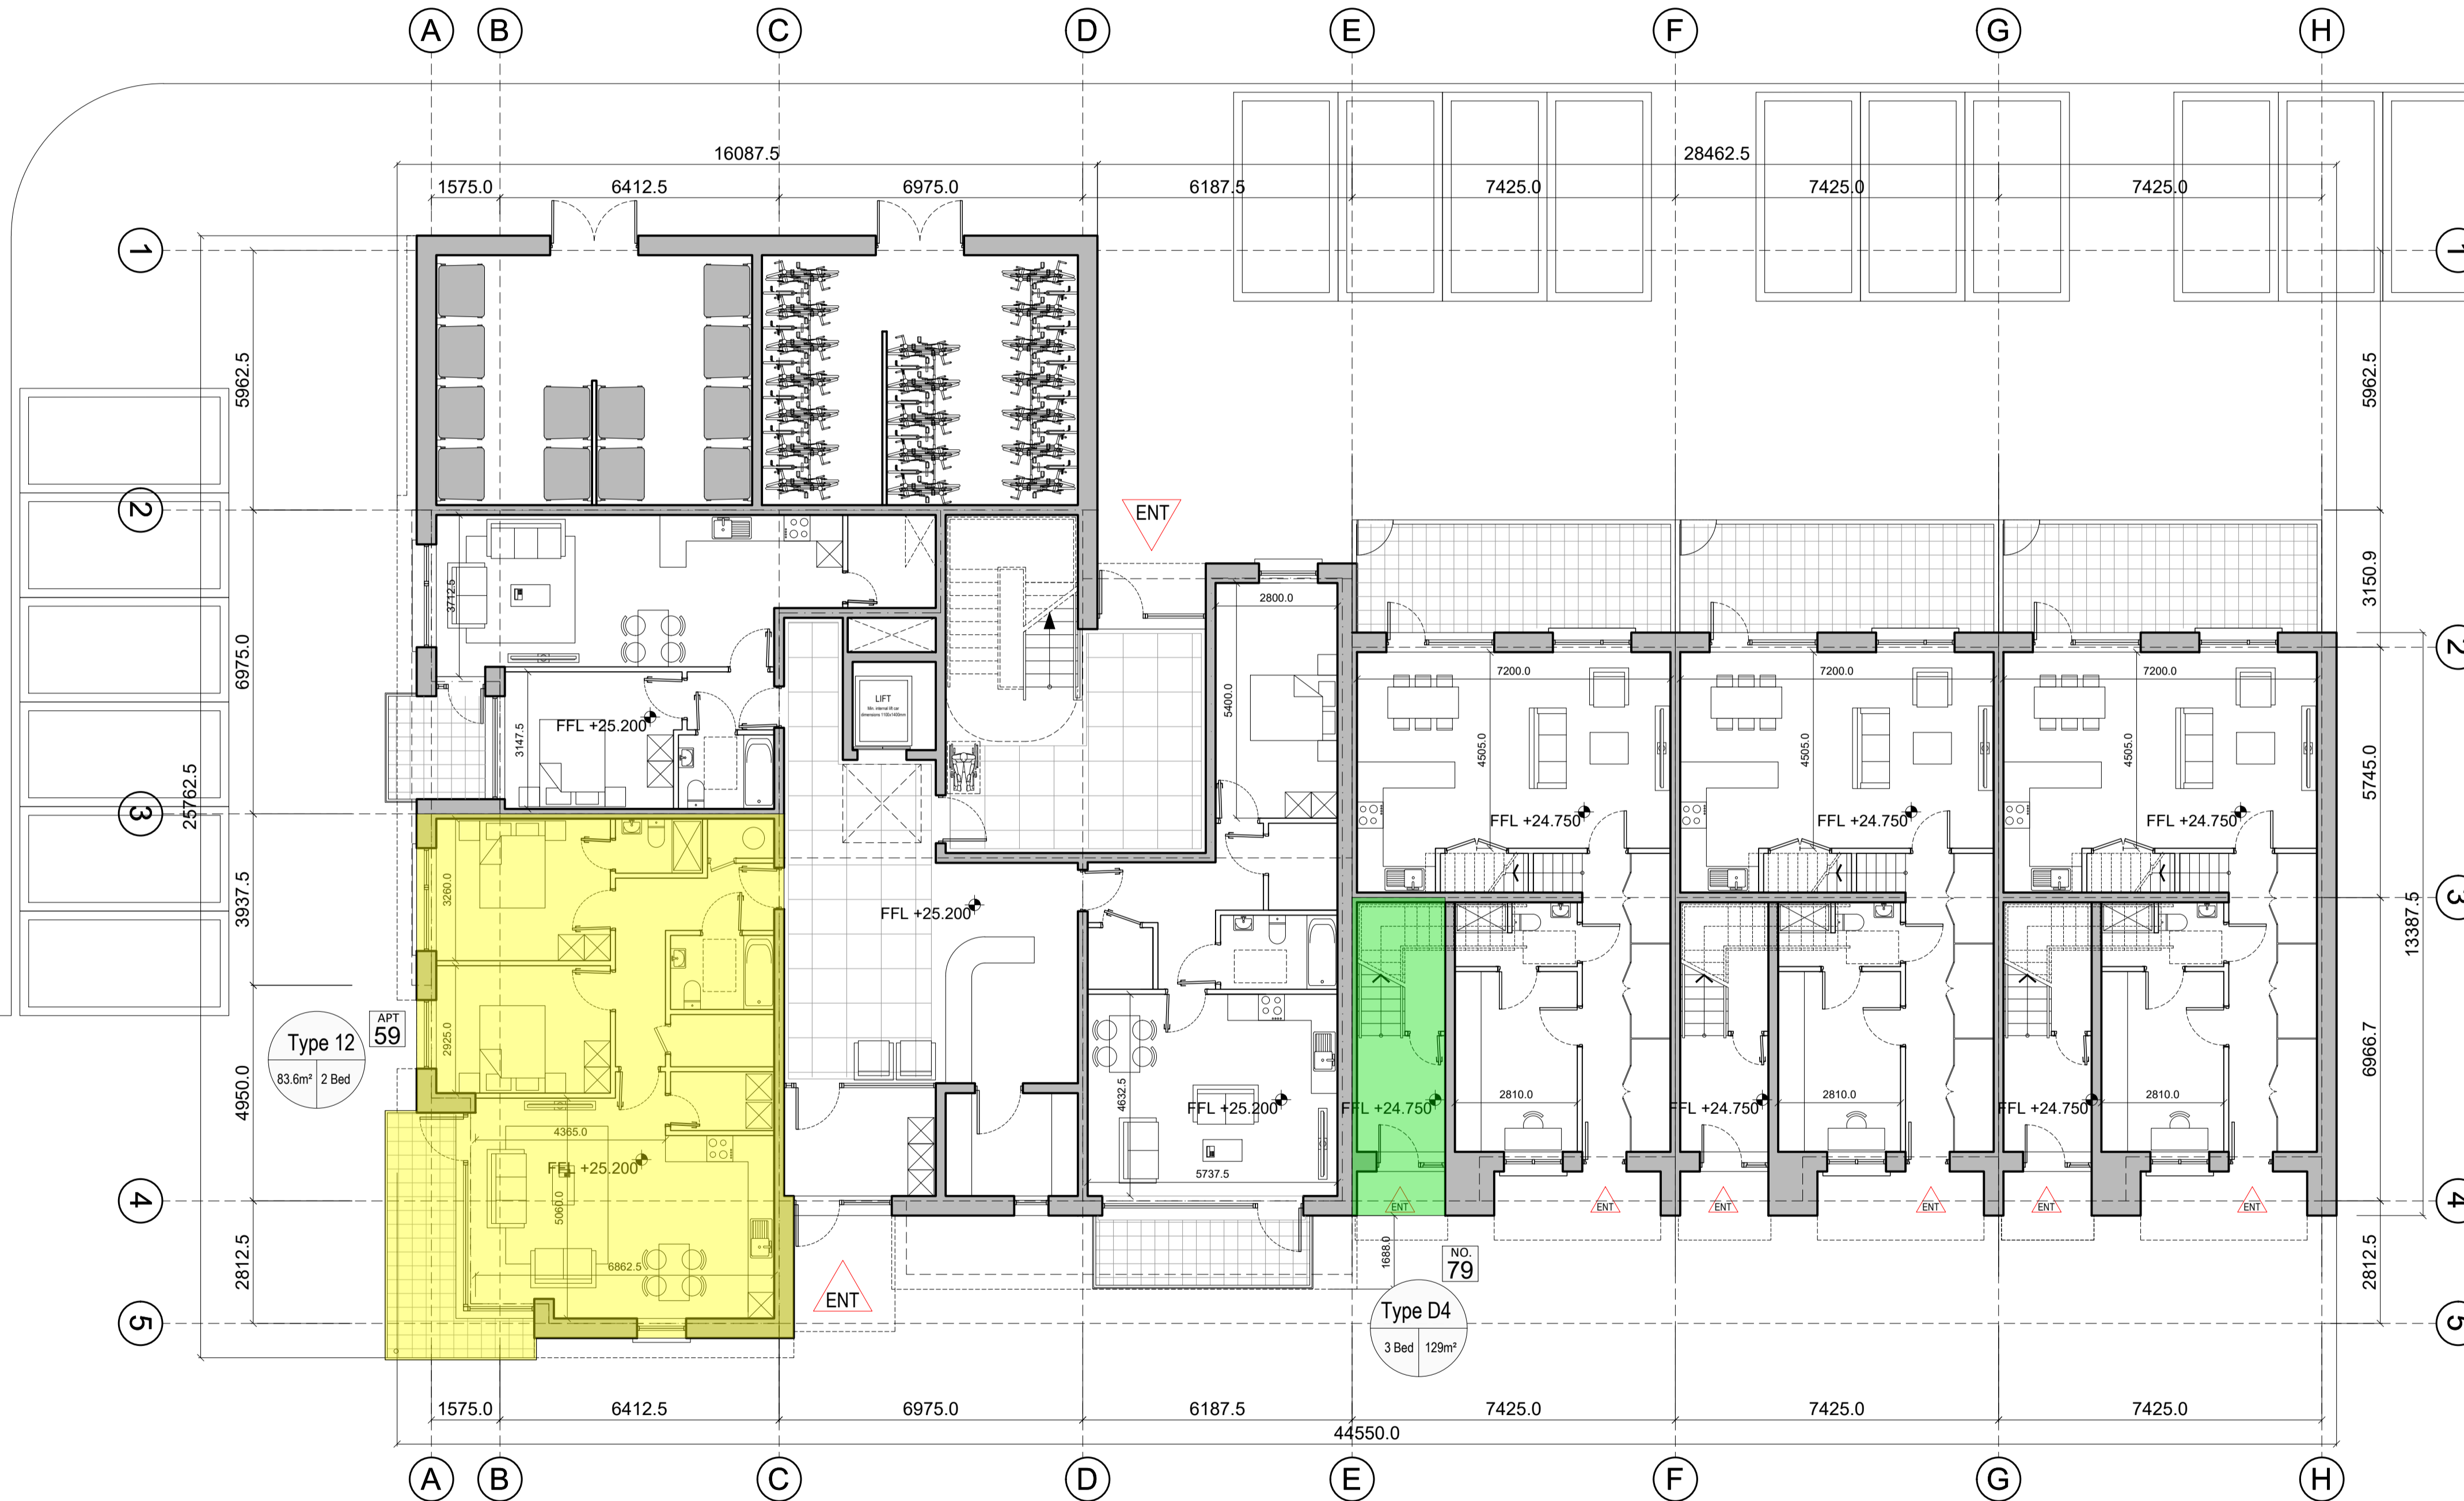 A B C D E F G H
16087.5 28462.5
1575.0 6412.5 6975.0 6187.5 7425.0 7425.0 7425.0
1 1
5962.5 5962.5
2
ENT
3712.5
2800.0
3150.9
6975.0
2
LIFT
Min. internal lift car
dimensions 1100x1400mm
7200.0 7200.0 7200.0
5400.0
FFL +25.200
3147.5
4505.0 4505.0 4505.0
5745.0
3
25762.5
FFL +24.750 FFL +24.750 FFL +24.750
3260.0
3937.5
FFL +25.200
3
13387.5
APT
59
Type 12
83.6m² 2 Bed
2925.0
4950.0
6966.7
4632.5
2810.0 2810.0 2810.0
FFL +25.200
FFL +24.750 FFL +24.750 FFL +24.750
4365.0
FFL +25.200
5060.0
5737.5
4 4
ENT ENT ENT ENT ENT ENT
2812.5 2812.5
1688.0
6862.5
NO.
79
ENT
Type D4
3 Bed 129m²
5 5
1575.0 6412.5 6975.0 6187.5 7425.0 7425.0 7425.0
44550.0
A B C D E F G H